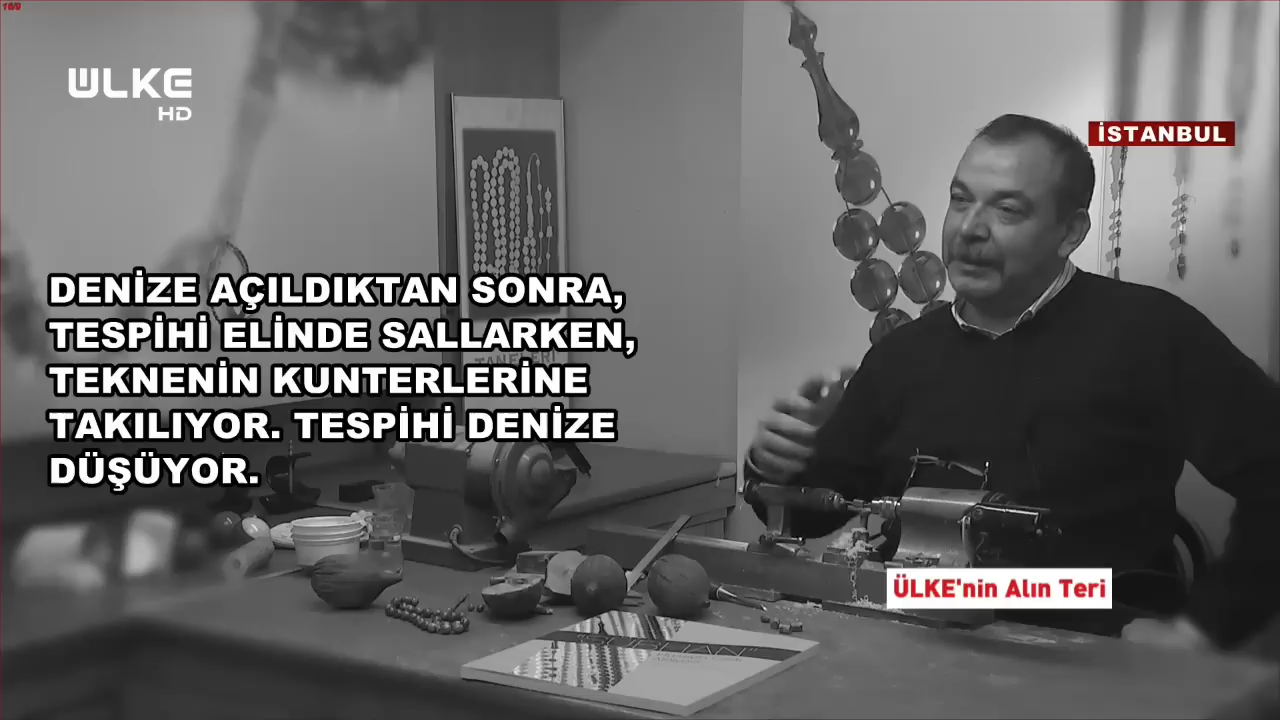 ÜLKE
HD
İSTANBUL
DENİZE AÇILDIKTAN SONRA,
TESPİHİ ELİNDE SALLARKEN,
TANELERİ
TEKNENİN KUNTERLERİNE
TAKILIYOR. TESPİHİ DENİZE
DÜŞÜYOR.
ÜLKE'nin Alın Teri